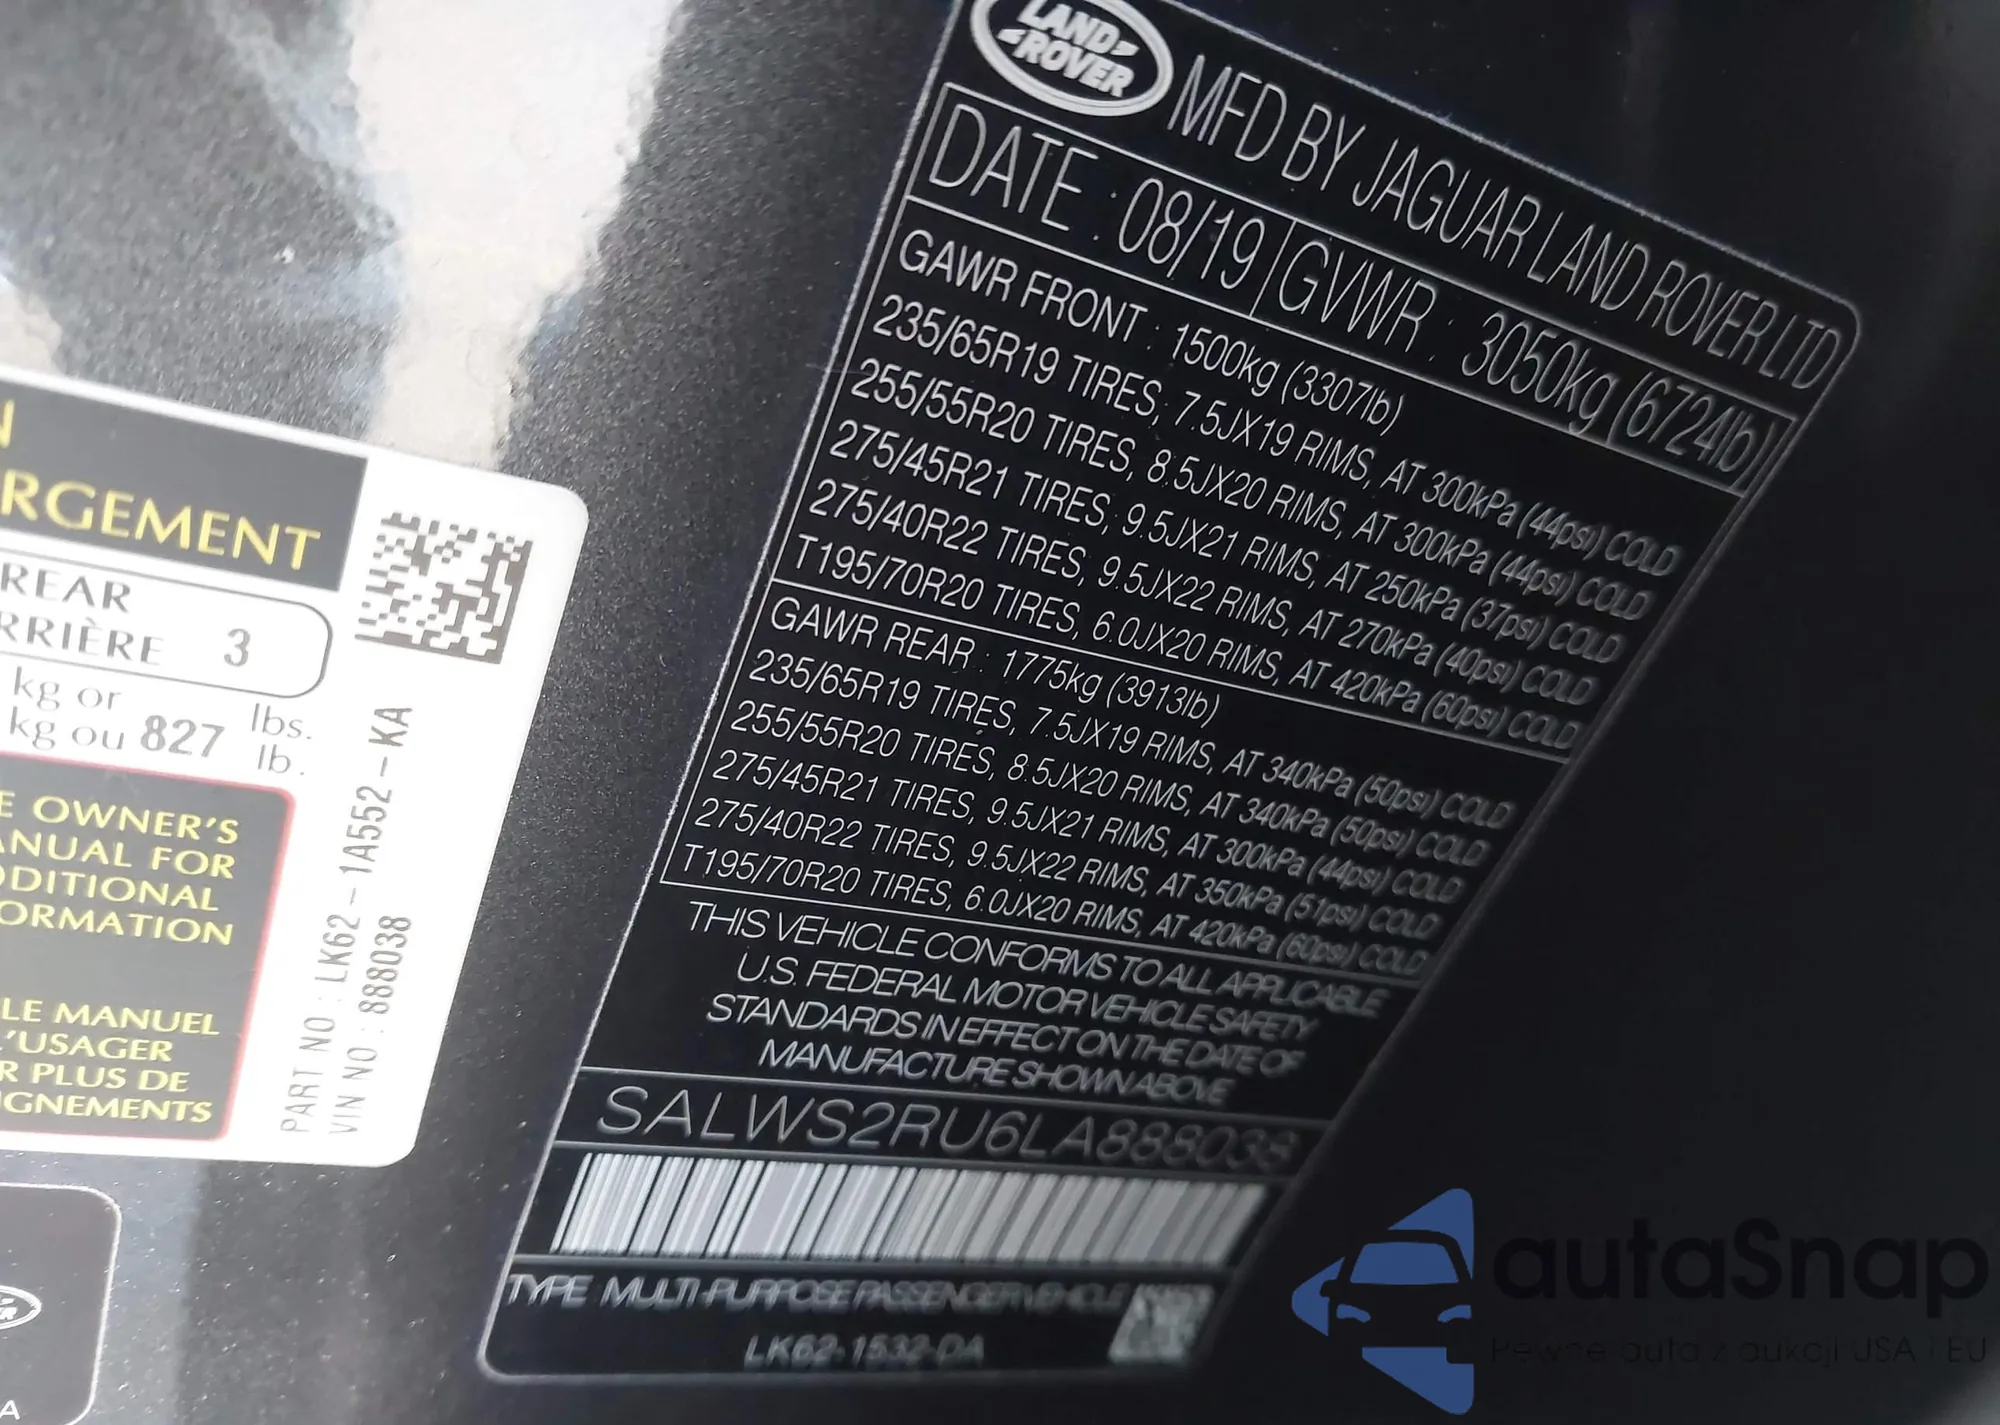 N
RGEMENT
REAR
RRIÈRE 3
kg or lbs.
kg ou 827 lb.
E OWNER'S
ANUAL FOR
DDITIONAL
ORMATION
LE MANUEL
L'USAGER
R PLUS DE
IGNEMENTS
PART NO : LK62-1A552-KA
VIN NO : 888038
LAND
ROVER
MFD BY JAGUAR LAND ROVER LTD
DATE : 08/19 GVWR : 3050kg (6724lb)
GAWR FRONT : 1500kg (3307lb)
235/65R19 TIRES, 7.5JX19 RIMS, AT 300kPa (44psi) COLD
255/55R20 TIRES, 8.5JX20 RIMS, AT 300kPa (44psi) COLD
275/45R21 TIRES, 9.5JX21 RIMS, AT 250kPa (37psi) COLD
275/40R22 TIRES, 9.5JX22 RIMS, AT 270kPa (40psi) COLD
T195/70R20 TIRES, 6.0JX20 RIMS, AT 420kPa (60psi) COLD
GAWR REAR : 1775kg (3913lb)
235/65R19 TIRES, 7.5JX19 RIMS, AT 340kPa (50psi) COLD
255/55R20 TIRES, 8.5JX20 RIMS, AT 340kPa (50psi) COLD
275/45R21 TIRES, 9.5JX21 RIMS, AT 300kPa (44psi) COLD
275/40R22 TIRES, 9.5JX22 RIMS, AT 350kPa (51psi) COLD
T195/70R20 TIRES, 6.0JX20 RIMS, AT 420kPa (60psi) COLD
THIS VEHICLE CONFORMS TO ALL APPLICABLE
U.S. FEDERAL MOTOR VEHICLE SAFETY
STANDARDS IN EFFECT ON THE DATE OF
MANUFACTURE SHOWN ABOVE
SALWS2RU6LA888038
TYPE MULTI-PURPOSE PASSENGER VEHICLE
LK62-1532-DA
A
autaSnap
Pewne auta z aukcji USA i EU